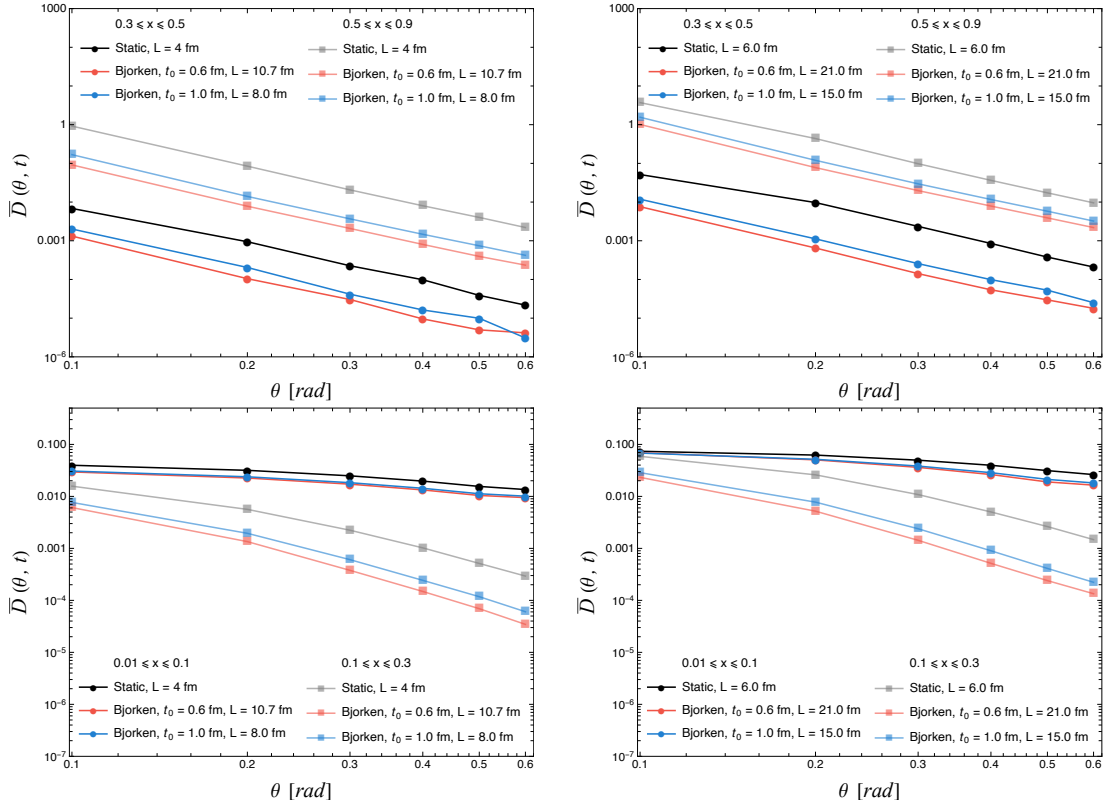 1000
1
0.001
10⁻⁶
D̅ (θ, t)
0.3 ⩽ x ⩽ 0.5
0.5 ⩽ x ⩽ 0.9
Static, L = 4 fm
Static, L = 4 fm
Bjorken, t₀ = 0.6 fm, L = 10.7 fm
Bjorken, t₀ = 0.6 fm, L = 10.7 fm
Bjorken, t₀ = 1.0 fm, L = 8.0 fm
Bjorken, t₀ = 1.0 fm, L = 8.0 fm
0.1 0.2 0.3 0.4 0.5 0.6
θ [rad]
1000
1
0.001
10⁻⁶
D̅ (θ, t)
0.3 ⩽ x ⩽ 0.5
0.5 ⩽ x ⩽ 0.9
Static, L = 6.0 fm
Static, L = 6.0 fm
Bjorken, t₀ = 0.6 fm, L = 21.0 fm
Bjorken, t₀ = 0.6 fm, L = 21.0 fm
Bjorken, t₀ = 1.0 fm, L = 15.0 fm
Bjorken, t₀ = 1.0 fm, L = 15.0 fm
0.1 0.2 0.3 0.4 0.5 0.6
θ [rad]
0.100
0.010
0.001
10⁻⁴
10⁻⁵
10⁻⁶
10⁻⁷
D̅ (θ, t)
0.01 ⩽ x ⩽ 0.1
0.1 ⩽ x ⩽ 0.3
Static, L = 4 fm
Static, L = 4 fm
Bjorken, t₀ = 0.6 fm, L = 10.7 fm
Bjorken, t₀ = 0.6 fm, L = 10.7 fm
Bjorken, t₀ = 1.0 fm, L = 8.0 fm
Bjorken, t₀ = 1.0 fm, L = 8.0 fm
0.1 0.2 0.3 0.4 0.5 0.6
θ [rad]
0.100
0.010
0.001
10⁻⁴
10⁻⁵
10⁻⁶
10⁻⁷
D̅ (θ, t)
0.01 ⩽ x ⩽ 0.1
0.1 ⩽ x ⩽ 0.3
Static, L = 6.0 fm
Static, L = 6.0 fm
Bjorken, t₀ = 0.6 fm, L = 21.0 fm
Bjorken, t₀ = 0.6 fm, L = 21.0 fm
Bjorken, t₀ = 1.0 fm, L = 15.0 fm
Bjorken, t₀ = 1.0 fm, L = 15.0 fm
0.1 0.2 0.3 0.4 0.5 0.6
θ [rad]